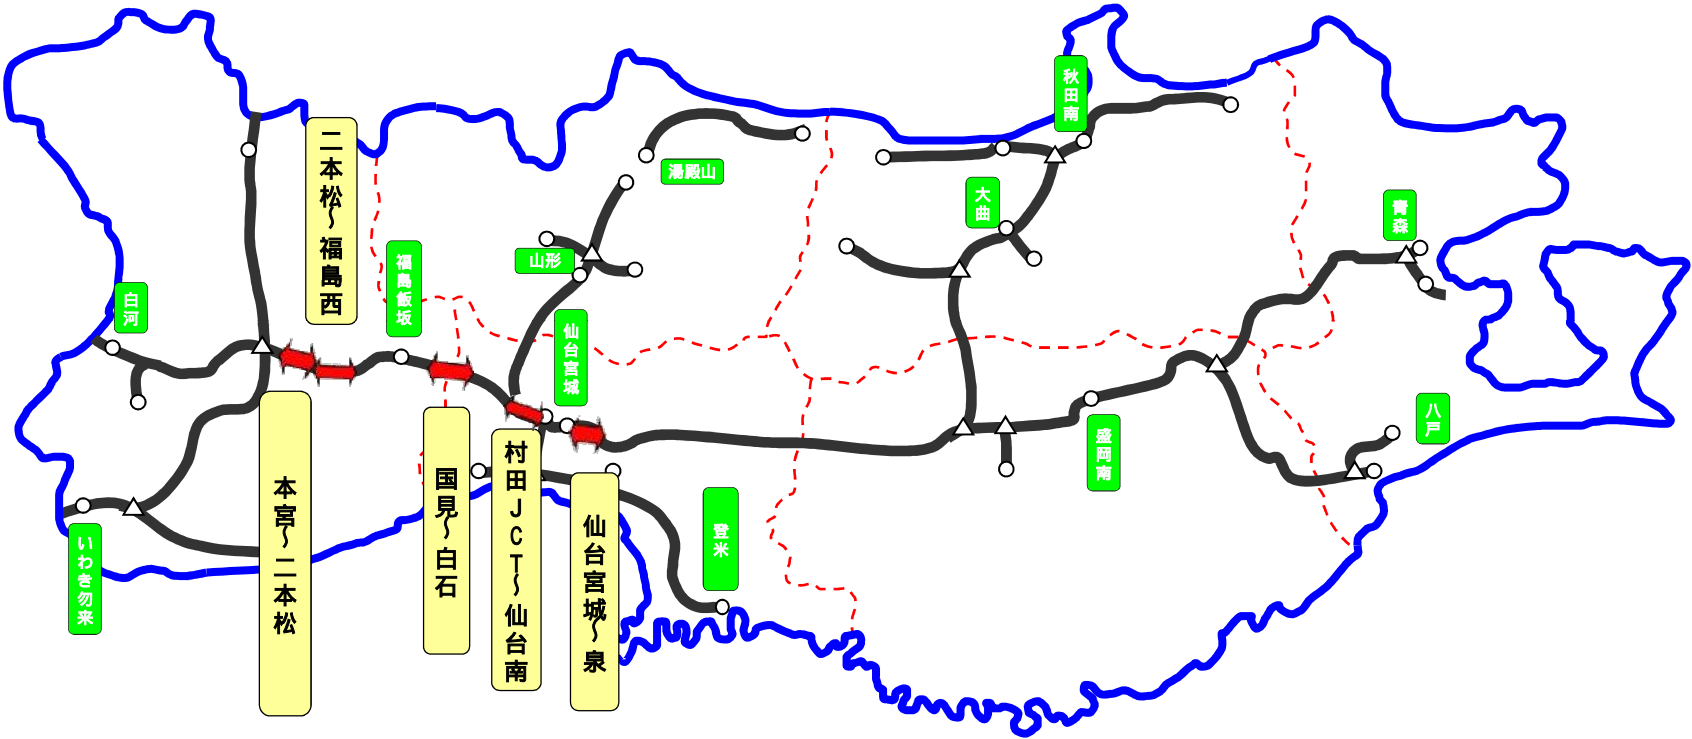 二本松～福島西
秋田南
湯殿山
大曲
青森
福島飯坂
山形
白河
仙台宮城
八戸
盛岡南
本宮～二本松
国見～白石
村田JCT～仙台南
仙台宮城～泉
登米
いわき勿来